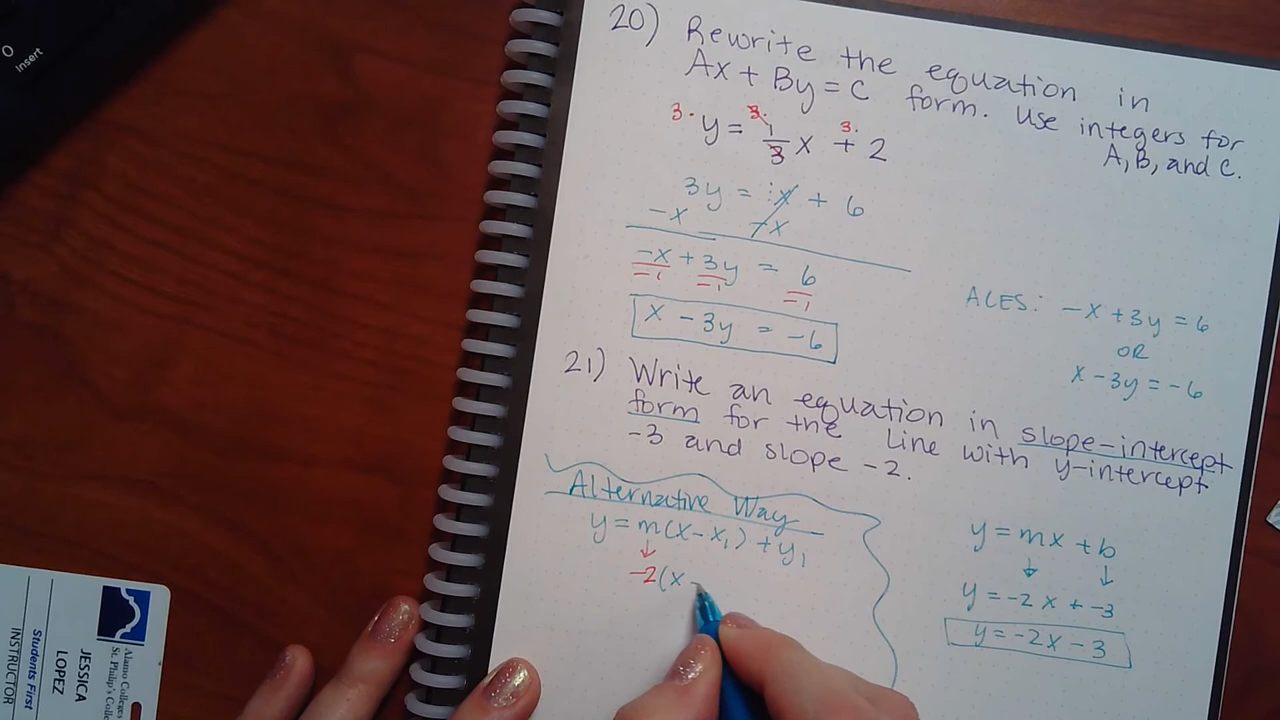 Insert
20) Rewrite the equation in
Ax + By = C form. Use integers for
A, B, and C.
3· y = 3· 1/3 x + 3· 2
3y = x + 6
-x -x
-x + 3y = 6
-1 -1 -1
x - 3y = -6
ALES: -x + 3y = 6
OR
x - 3y = -6
21) Write an equation in slope-intercept
form for the line with y-intercept
-3 and slope -2.
Alternative Way
y = m(x - x₁) + y₁
-2(x -
y = mx + b
y = -2x + -3
y = -2x - 3
Alamo Colleges
St. Philip's College
Students First
JESSICA
LOPEZ
INSTRUCTOR